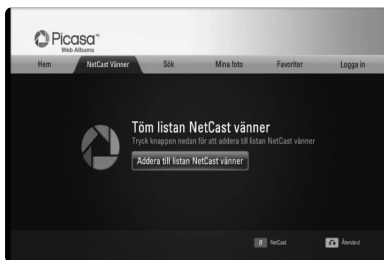 Picasa™
Web Albums
Hem NetCast Vänner Sök Mina foto Favoriter Logga in
Töm listan NetCast vänner
Tryck knappen nedan för att addera till listan NetCast vänner
Addera till listan NetCast vänner
NetCast Återvänd